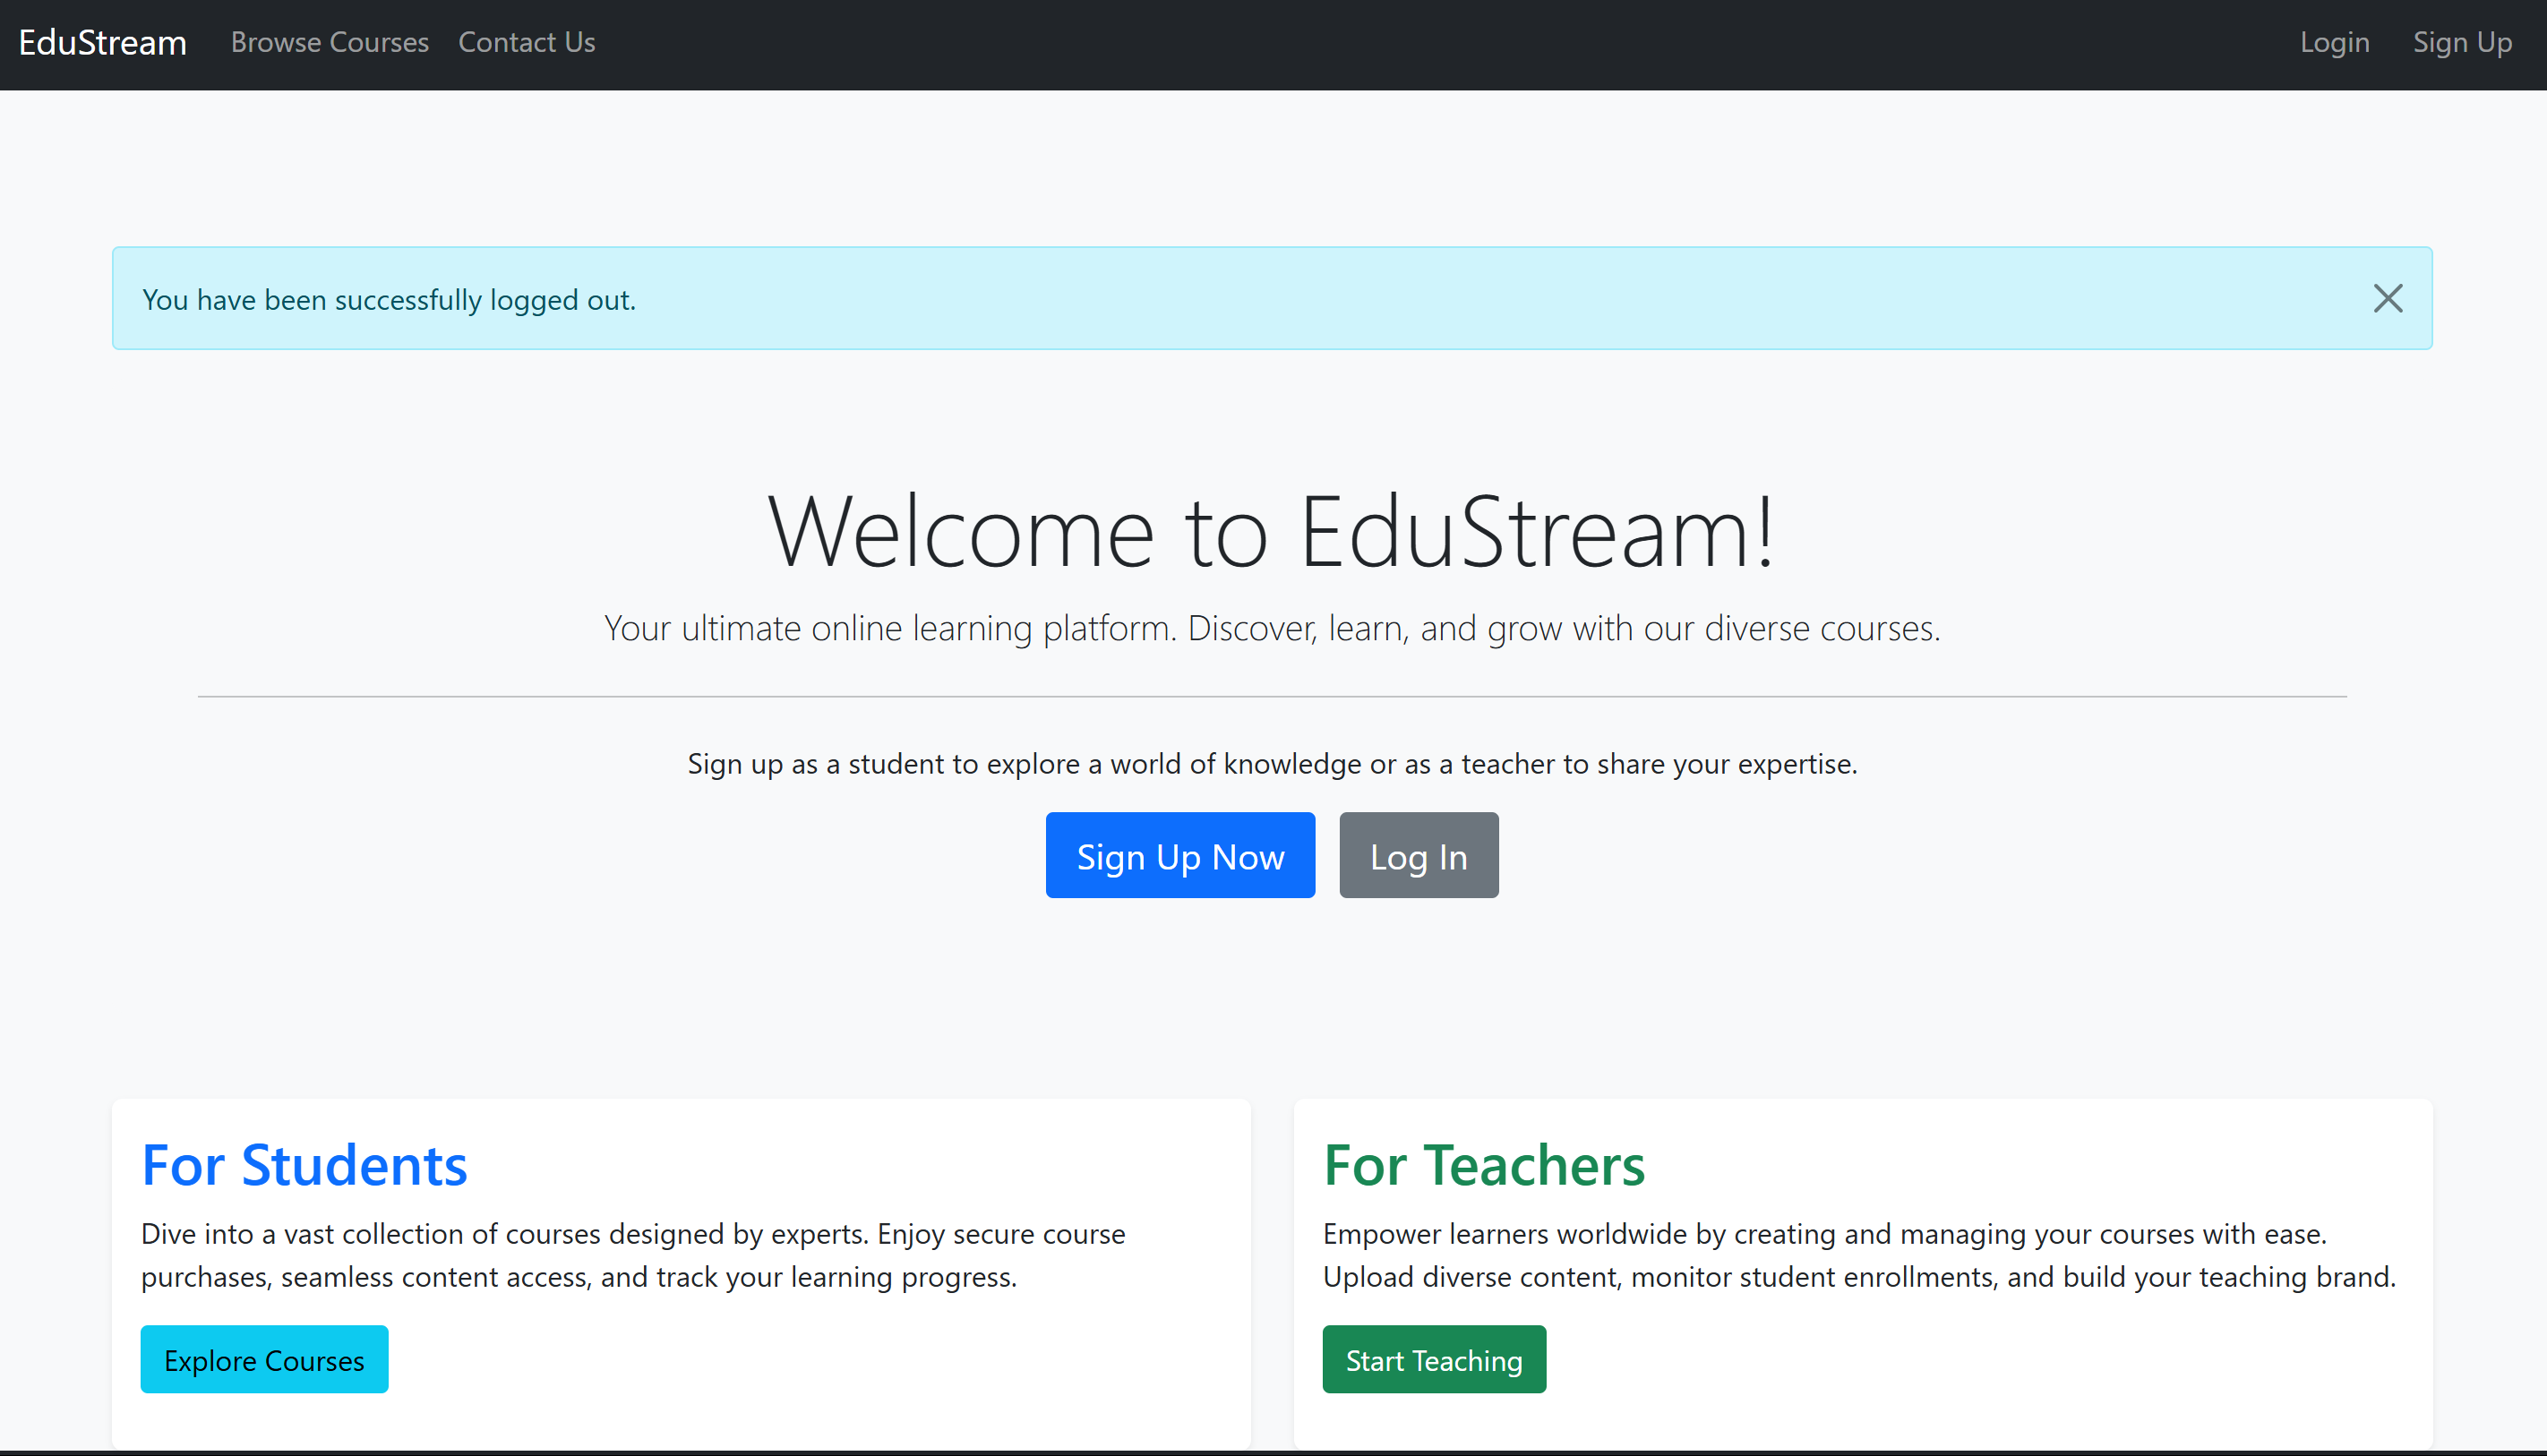 EduStream Browse Courses Contact Us Login Sign Up
You have been successfully logged out.
Welcome to EduStream!
Your ultimate online learning platform. Discover, learn, and grow with our diverse courses.
Sign up as a student to explore a world of knowledge or as a teacher to share your expertise.
Sign Up Now Log In
For Students
Dive into a vast collection of courses designed by experts. Enjoy secure course
purchases, seamless content access, and track your learning progress.
Explore Courses
For Teachers
Empower learners worldwide by creating and managing your courses with ease.
Upload diverse content, monitor student enrollments, and build your teaching brand.
Start Teaching